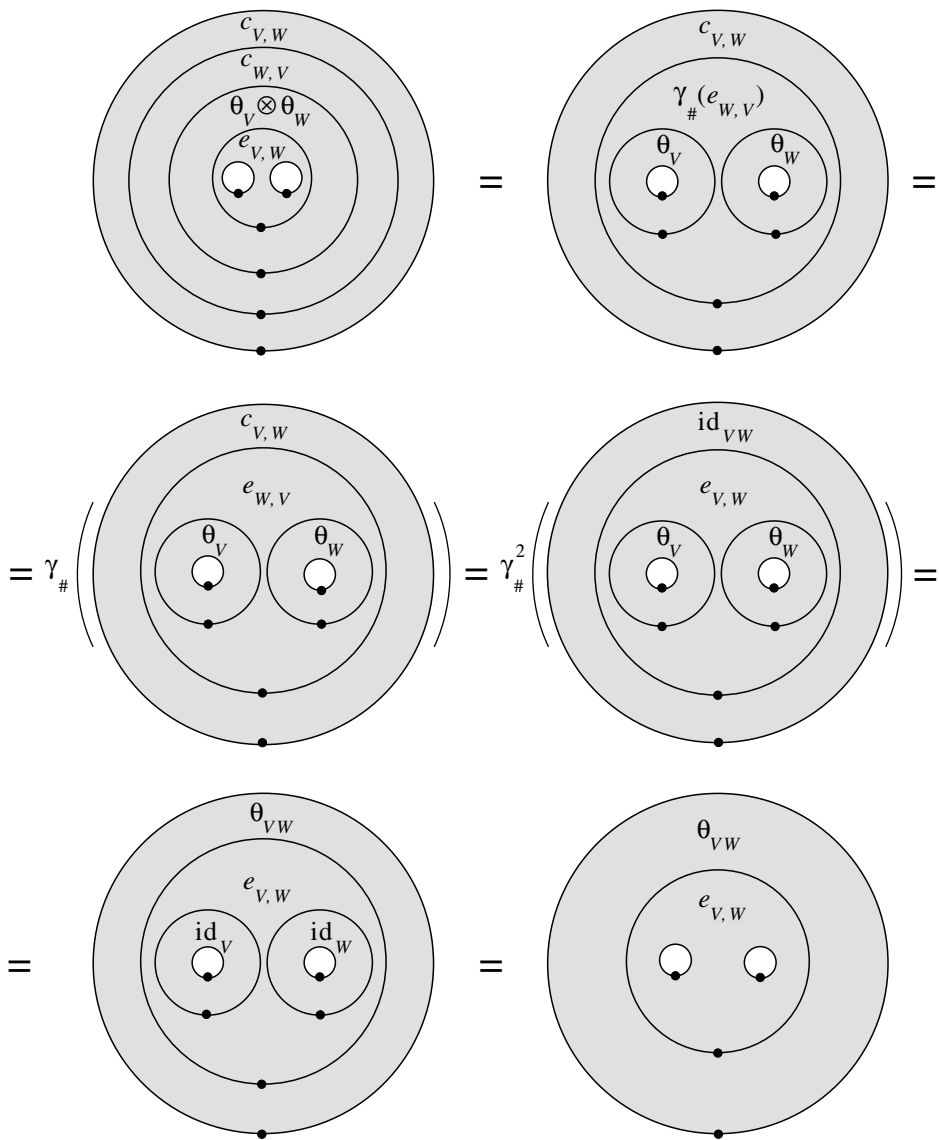 c_{V,W} c_{V,W}
c_{W,V}
θ_V ⊗ θ_W γ_#(e_{W,V})
e_{V,W} θ_V θ_W
= =
c_{V,W} id_{VW}
e_{W,V} e_{V,W}
θ_V θ_W θ_V θ_W
= γ_# ( ) = γ_#^2 ( ) =
θ_{VW} θ_{VW}
e_{V,W} e_{V,W}
id_V id_W
= =